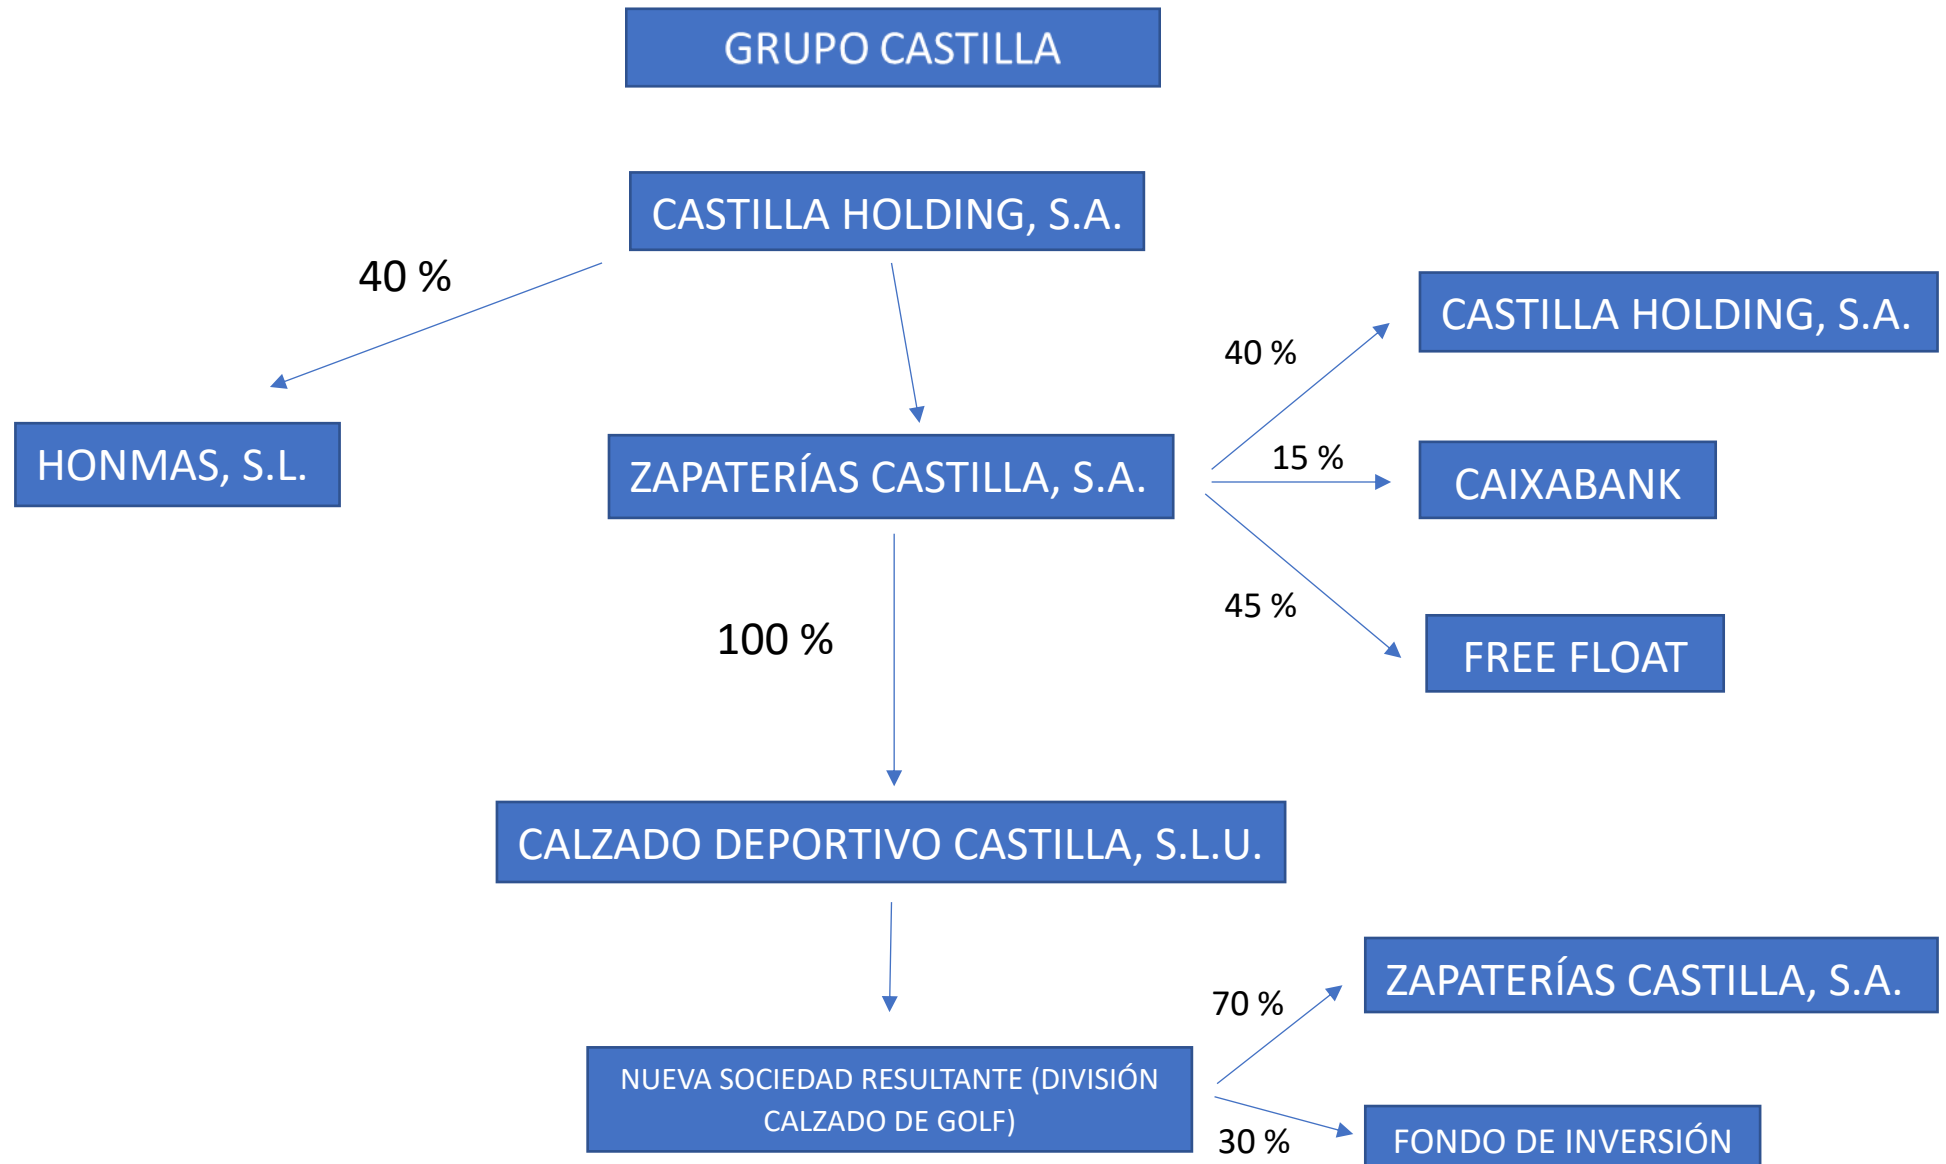 GRUPO CASTILLA
CASTILLA HOLDING, S.A.
40 %
CASTILLA HOLDING, S.A.
40 %
HONMAS, S.L.
ZAPATERÍAS CASTILLA, S.A.
15 %
CAIXABANK
45 %
100 %
FREE FLOAT
CALZADO DEPORTIVO CASTILLA, S.L.U.
ZAPATERÍAS CASTILLA, S.A.
70 %
NUEVA SOCIEDAD RESULTANTE (DIVISIÓN
CALZADO DE GOLF)
30 %
FONDO DE INVERSIÓN